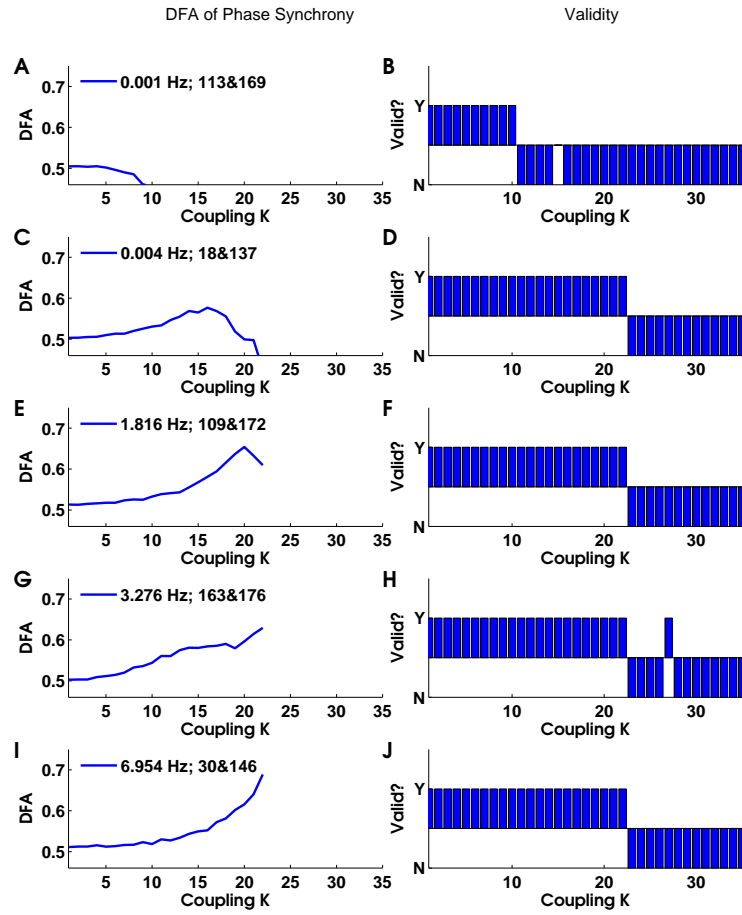 DFA of Phase Synchrony Validity
A B
0.7
0.6
0.5
DFA
0.001 Hz; 113&169
5 10 15 20 25 30 35
Coupling K
Valid?
Y
N
10 20 30
Coupling K
C D
0.7
0.6
0.5
DFA
0.004 Hz; 18&137
5 10 15 20 25 30 35
Coupling K
Valid?
Y
N
10 20 30
Coupling K
E F
0.7
0.6
0.5
DFA
1.816 Hz; 109&172
5 10 15 20 25 30 35
Coupling K
Valid?
Y
N
10 20 30
Coupling K
G H
0.7
0.6
0.5
DFA
3.276 Hz; 163&176
5 10 15 20 25 30 35
Coupling K
Valid?
Y
N
10 20 30
Coupling K
I J
0.7
0.6
0.5
DFA
6.954 Hz; 30&146
5 10 15 20 25 30 35
Coupling K
Valid?
Y
N
10 20 30
Coupling K